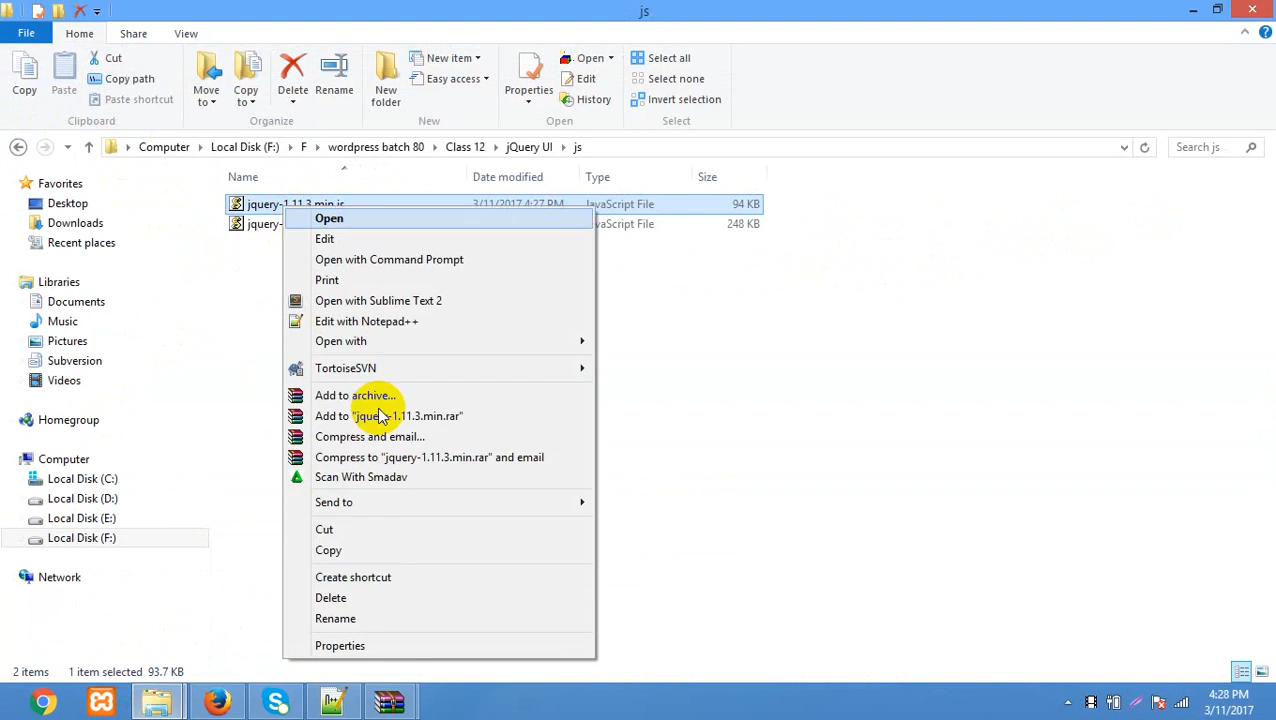 js
File Home Share View
Copy
Paste
Cut
Copy path
Paste shortcut
Clipboard
Move to
Copy to
Delete
Rename
Organize
New folder
New item
Easy access
New
Properties
Open
Edit
History
Open
Select all
Select none
Invert selection
Select
Computer Local Disk (F:) F wordpress batch 80 Class 12 jQuery UI js
Search js
Name Date modified Type Size
jquery-1.11.3.min.js 3/11/2017 4:27 PM JavaScript File 94 KB
jquery- JavaScript File 248 KB
Favorites
Desktop
Downloads
Recent places
Libraries
Documents
Music
Pictures
Subversion
Videos
Homegroup
Computer
Local Disk (C:)
Local Disk (D:)
Local Disk (E:)
Local Disk (F:)
Network
Open
Edit
Open with Command Prompt
Print
Open with Sublime Text 2
Edit with Notepad++
Open with
TortoiseSVN
Add to archive...
Add to "jquery-1.11.3.min.rar"
Compress and email...
Compress to "jquery-1.11.3.min.rar" and email
Scan With Smadav
Send to
Cut
Copy
Create shortcut
Delete
Rename
Properties
2 items 1 item selected 93.7 KB
4:28 PM
3/11/2017